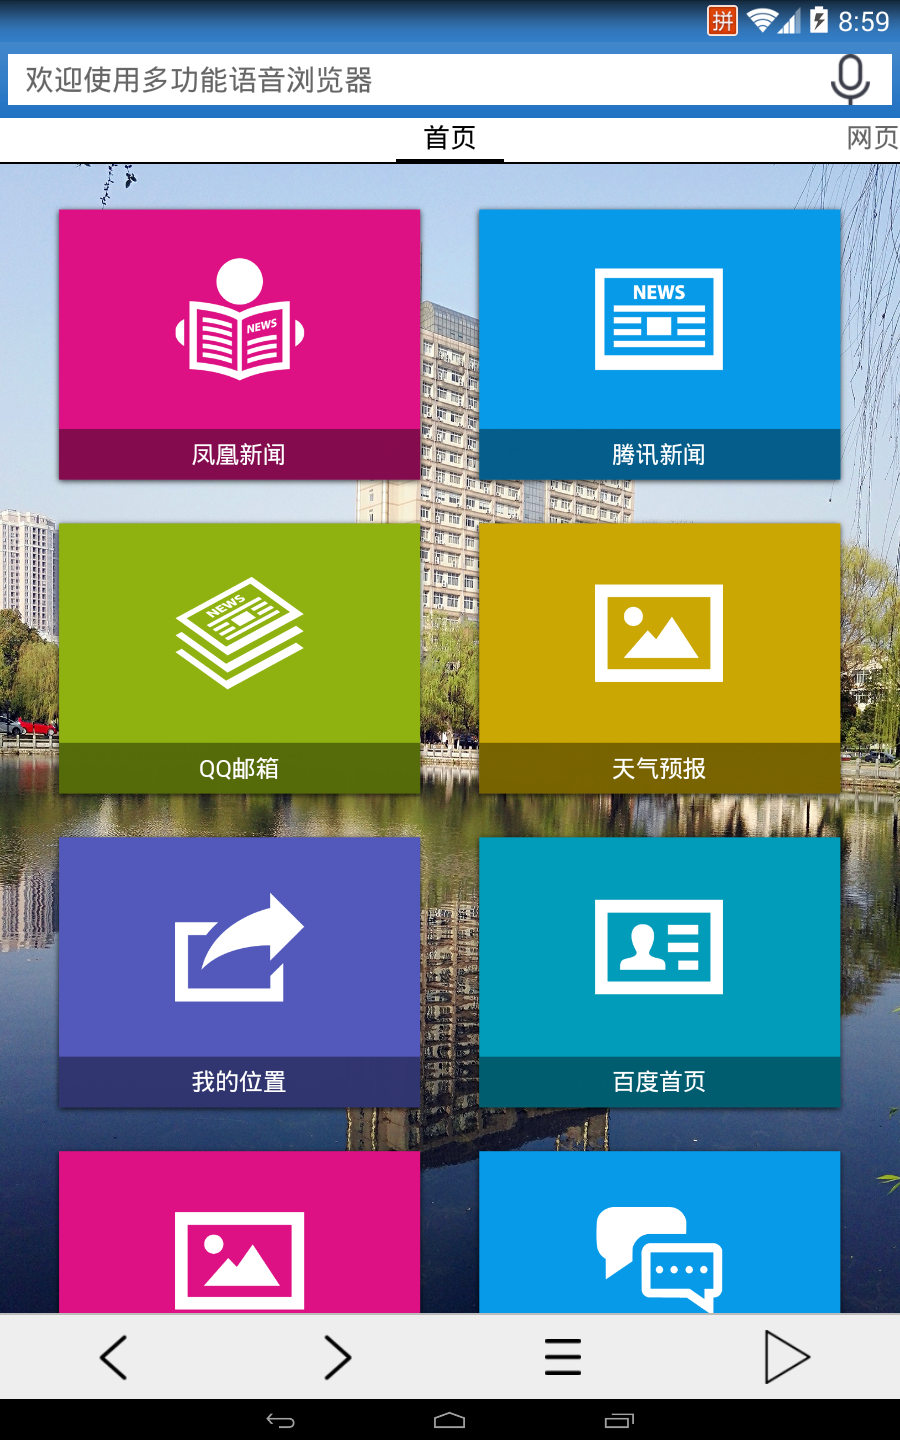 拼 8:59
欢迎使用多功能语音浏览器
首页 网页
NEWS NEWS
凤凰新闻 腾讯新闻
NEWS
QQ邮箱 天气预报
我的位置 百度首页